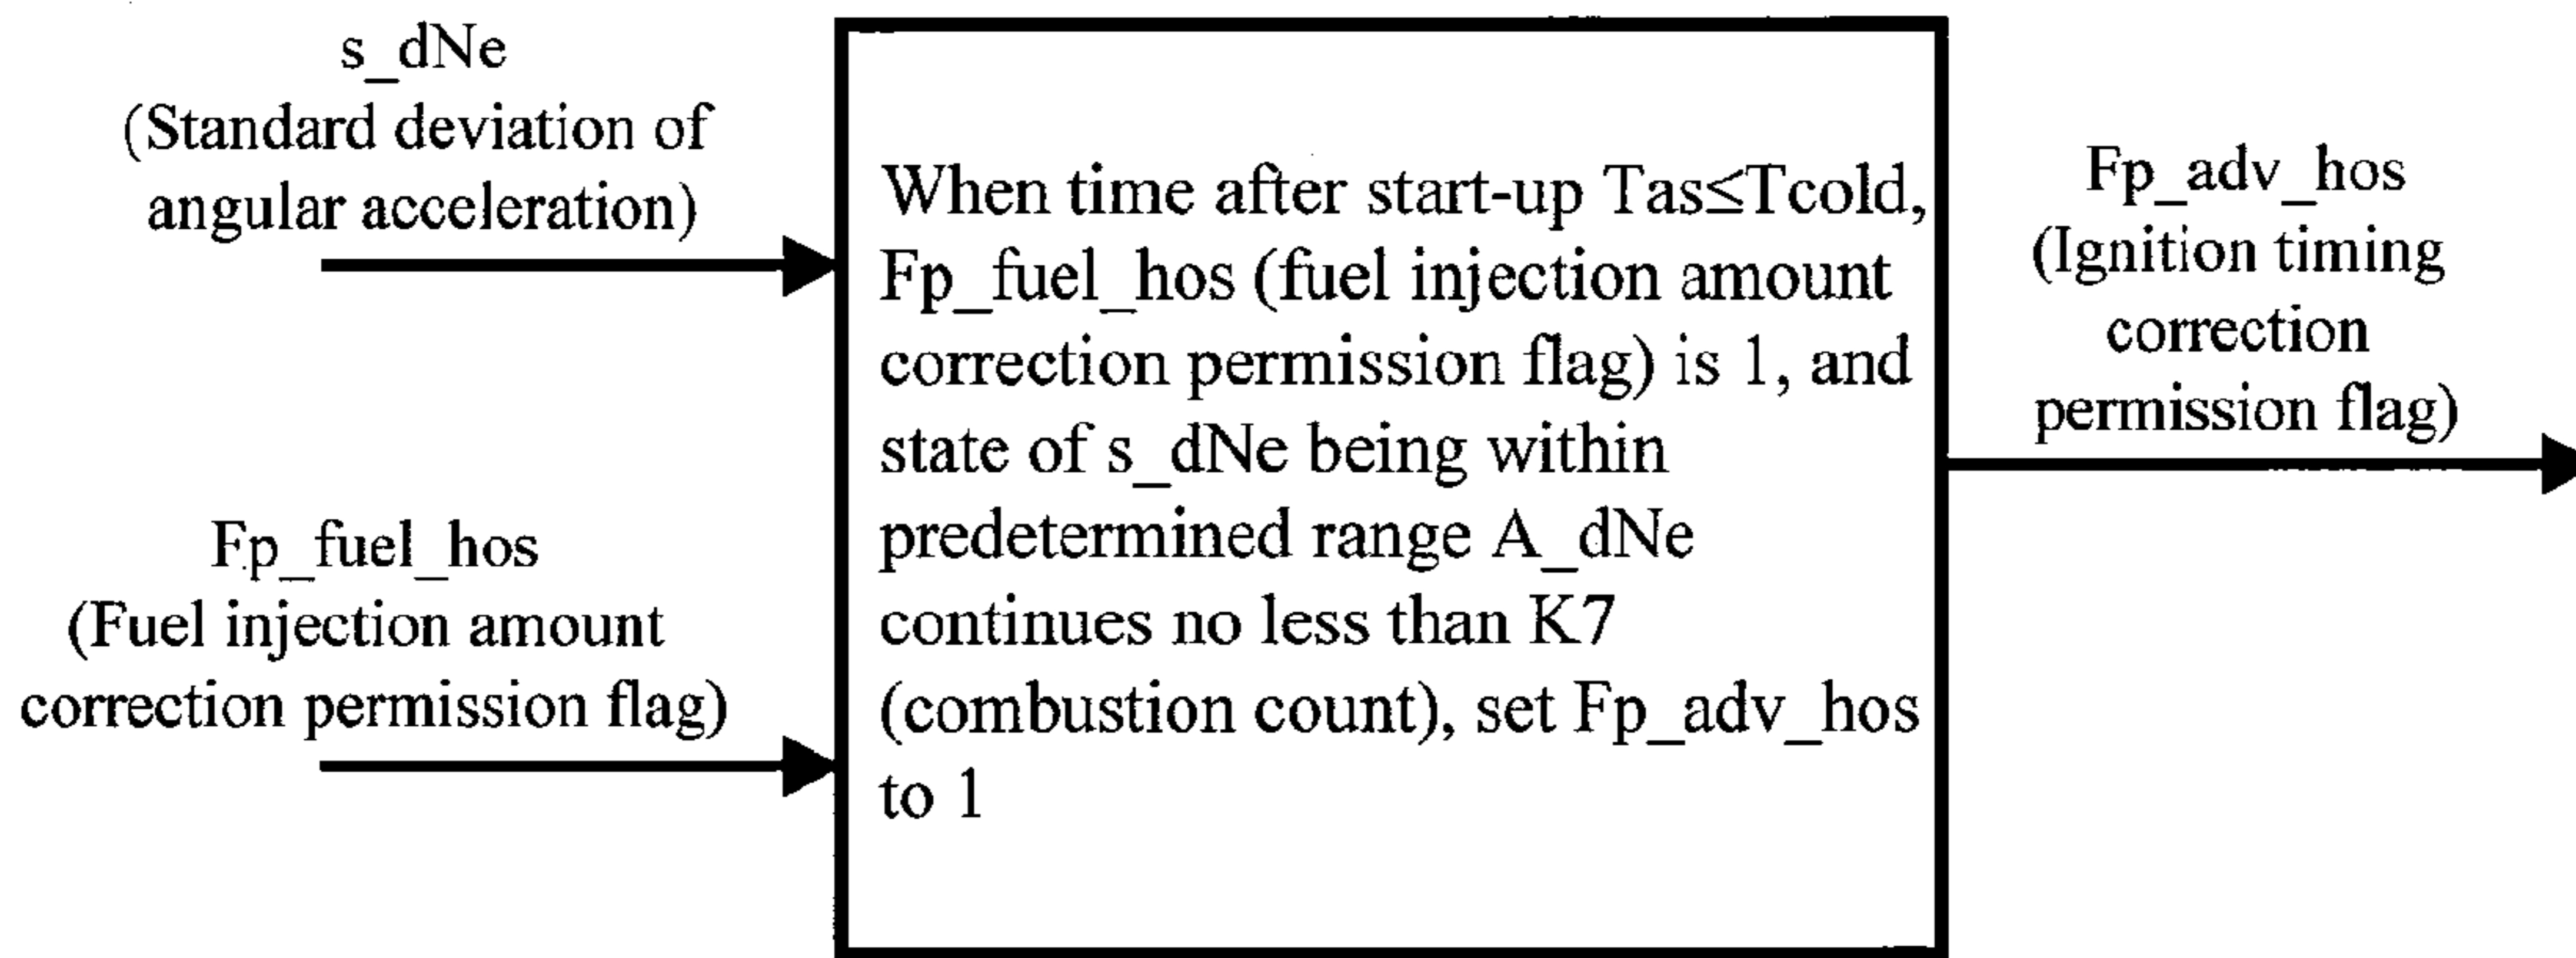 s_dNe
(Standard deviation of
angular acceleration)
Fp_fuel_hos
(Fuel injection amount
correction permission flag)
When time after start-up Tas≤Tcold,
Fp_fuel_hos (fuel injection amount
correction permission flag) is 1, and
state of s_dNe being within
predetermined range A_dNe
continues no less than K7
(combustion count), set Fp_adv_hos
to 1
Fp_adv_hos
(Ignition timing
correction
permission flag)